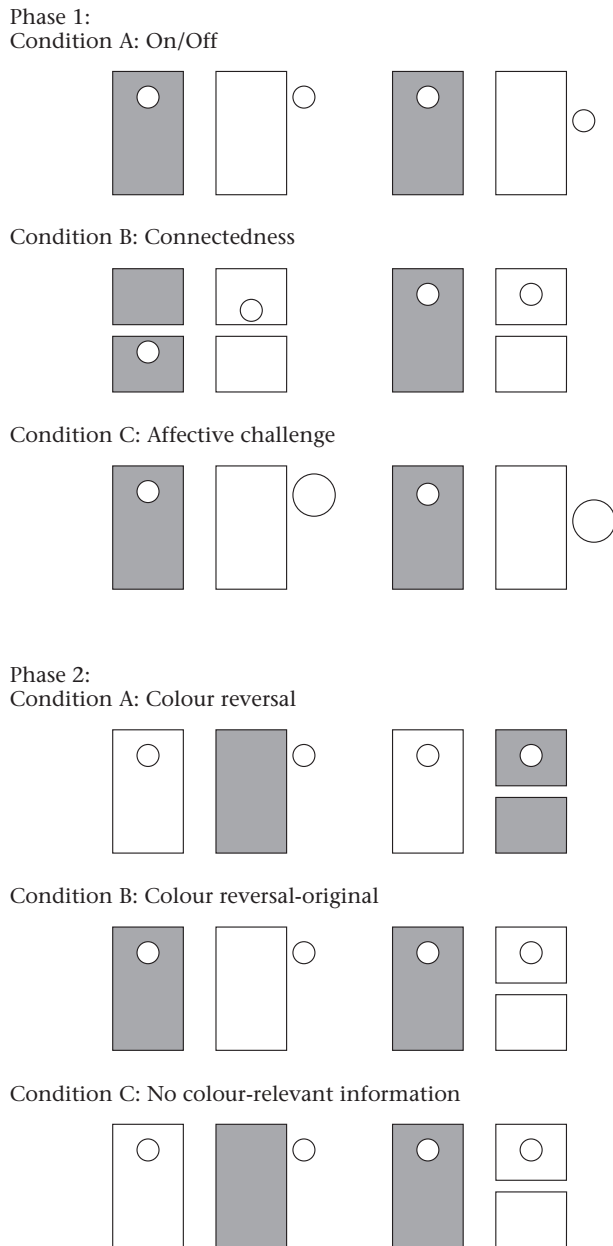 Phase 1:
Condition A: On/Off
Condition B: Connectedness
Condition C: Affective challenge
Phase 2:
Condition A: Colour reversal
Condition B: Colour reversal-original
Condition C: No colour-relevant information